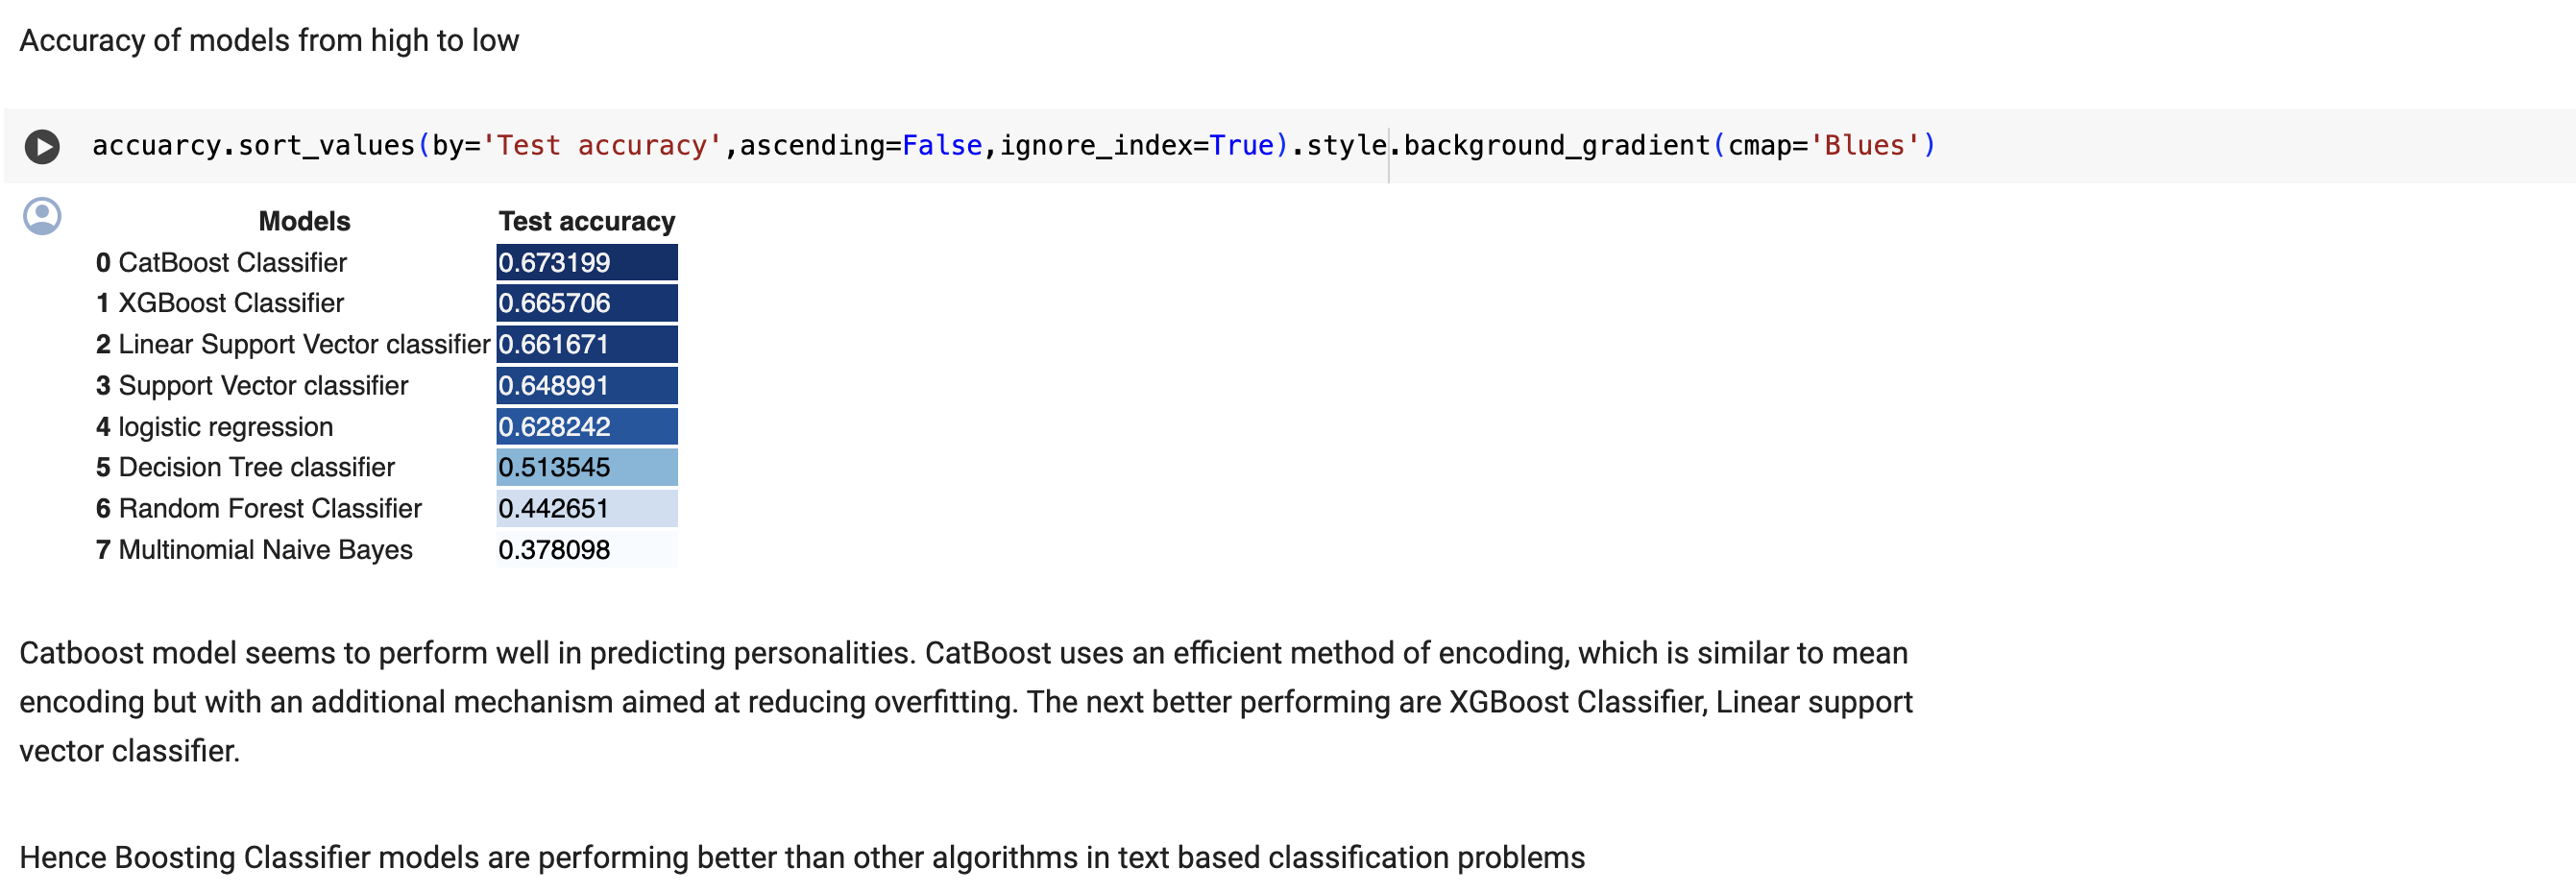 Accuracy of models from high to low
accuarcy.sort_values(by='Test accuracy',ascending=False,ignore_index=True).style.background_gradient(cmap='Blues')
Models Test accuracy
0 CatBoost Classifier 0.673199
1 XGBoost Classifier 0.665706
2 Linear Support Vector classifier 0.661671
3 Support Vector classifier 0.648991
4 logistic regression 0.628242
5 Decision Tree classifier 0.513545
6 Random Forest Classifier 0.442651
7 Multinomial Naive Bayes 0.378098
Catboost model seems to perform well in predicting personalities. CatBoost uses an efficient method of encoding, which is similar to mean
encoding but with an additional mechanism aimed at reducing overfitting. The next better performing are XGBoost Classifier, Linear support
vector classifier.
Hence Boosting Classifier models are performing better than other algorithms in text based classification problems